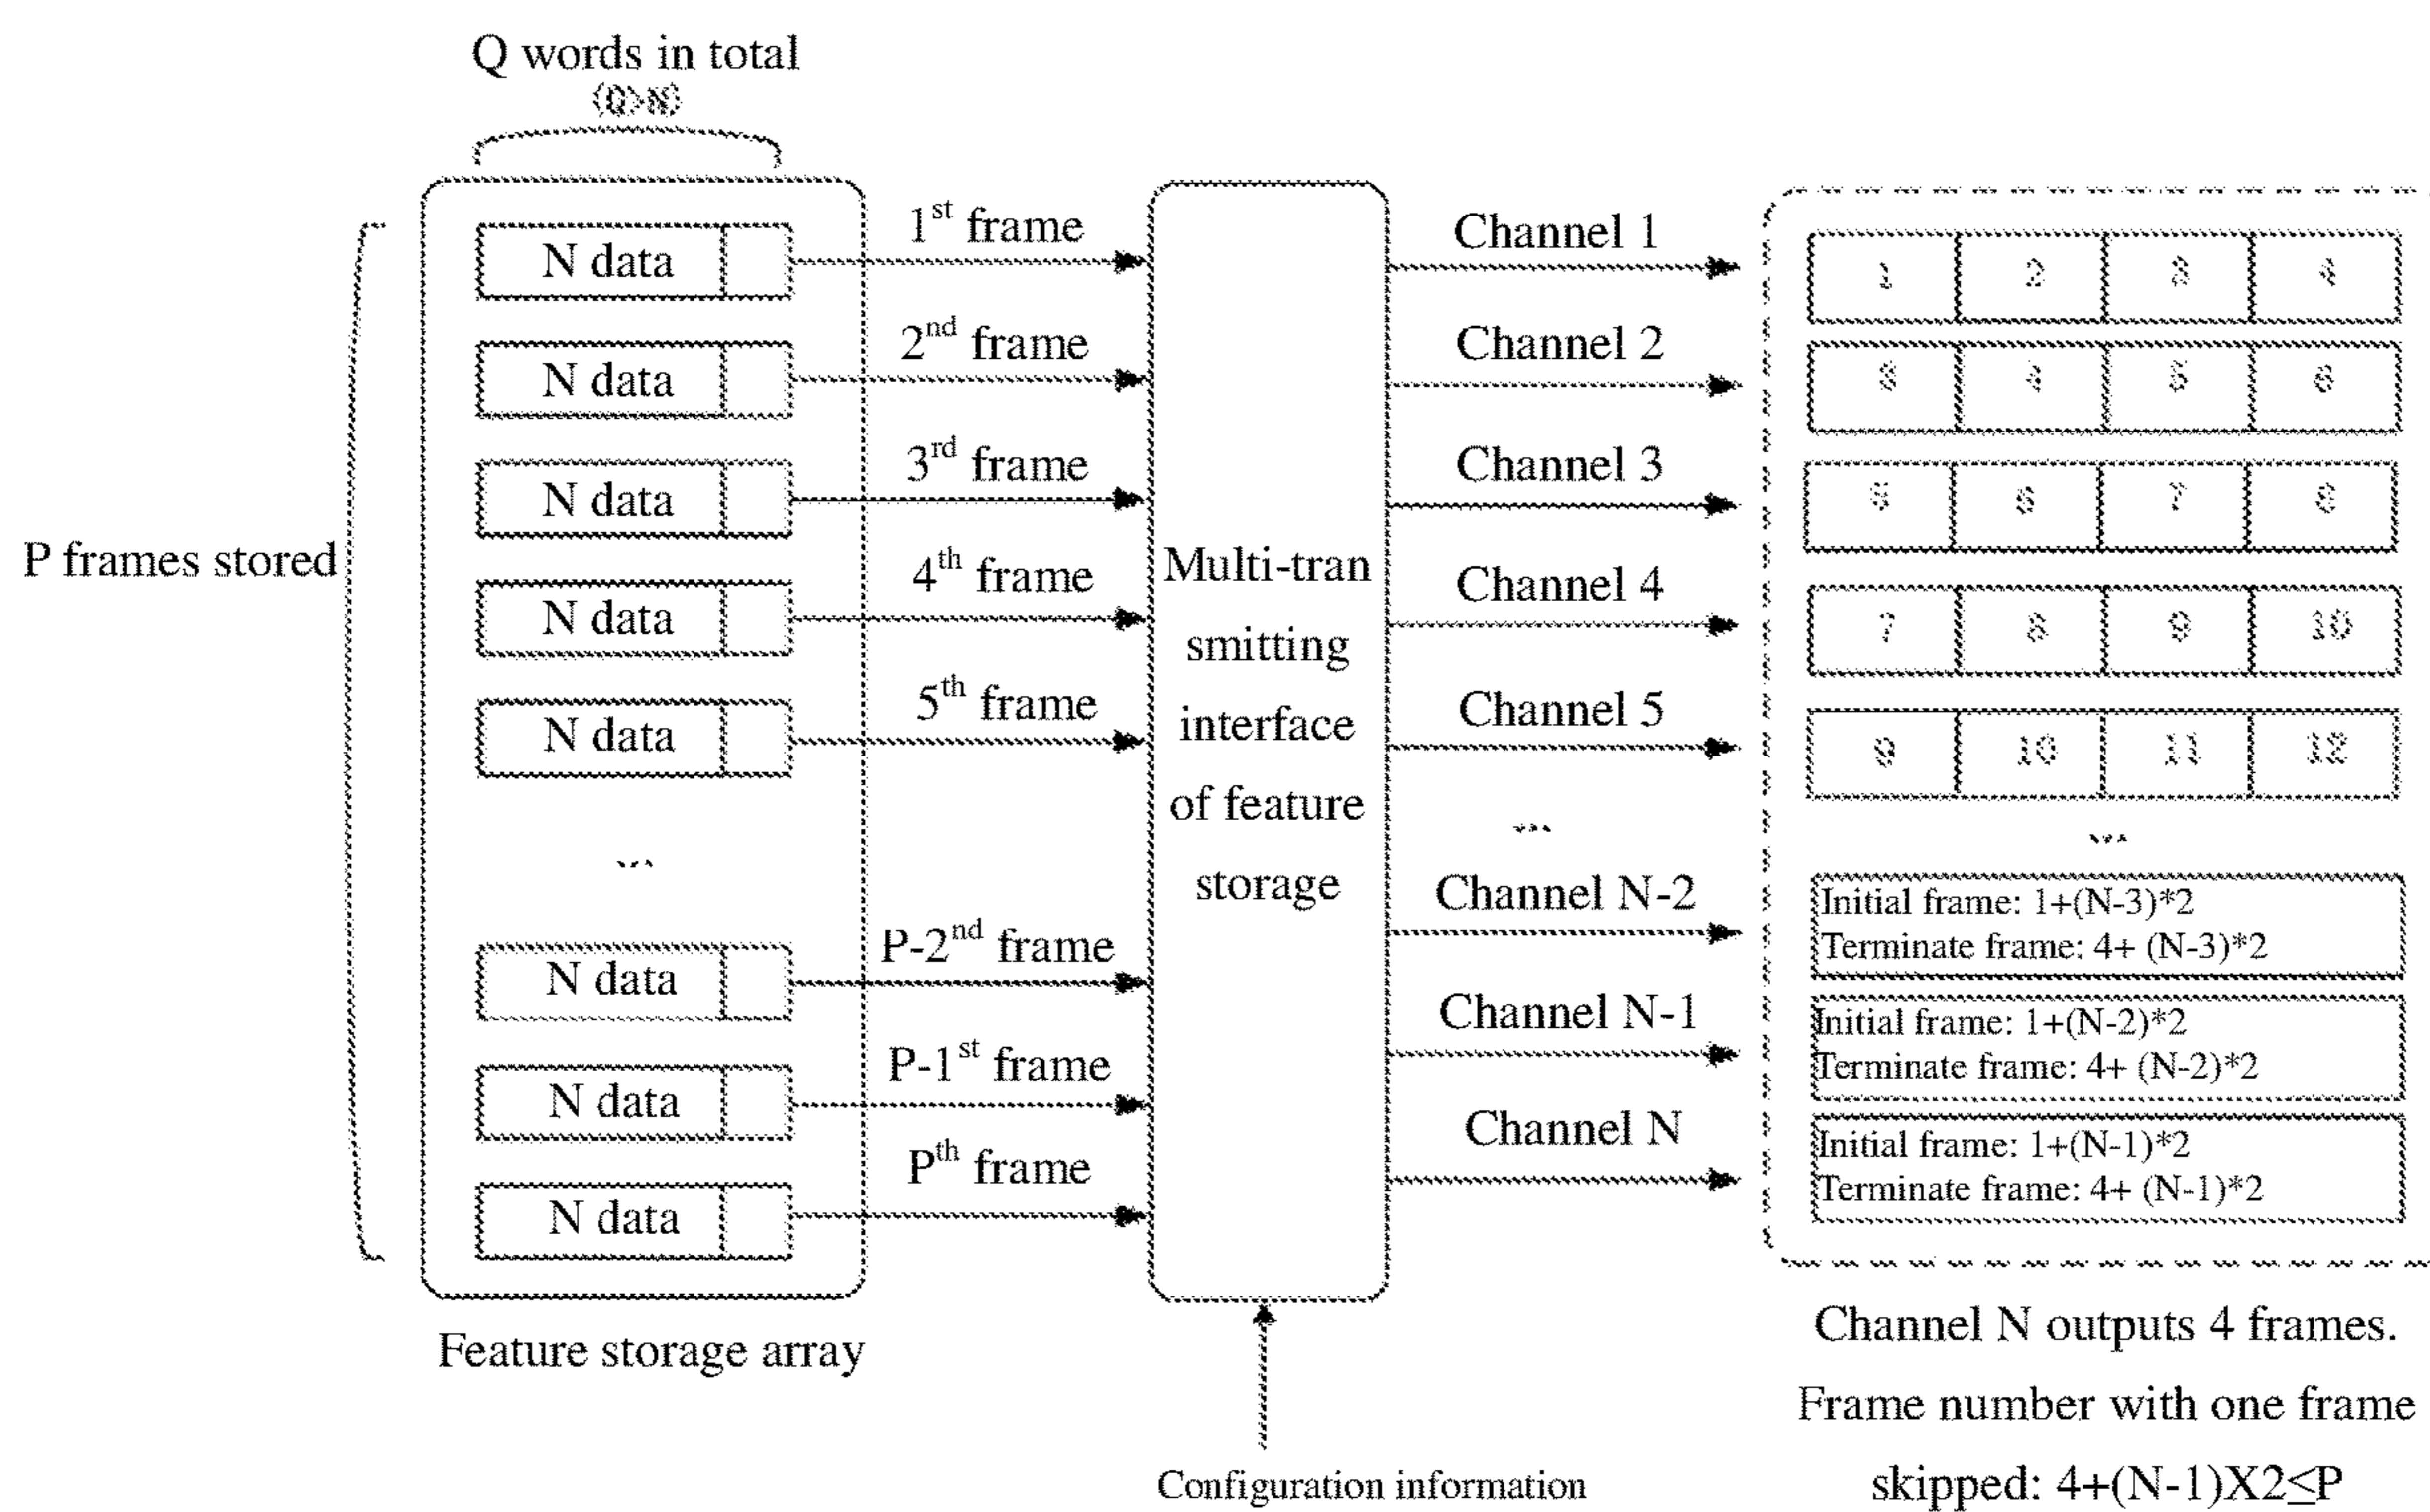 Q words in total
(Q>N)
P frames stored
N data
N data
N data
N data
N data
...
N data
N data
N data
Feature storage array
1st frame
2nd frame
3rd frame
4th frame
5th frame
P-2nd frame
P-1st frame
Pth frame
Multi-tran
smitting
interface
of feature
storage
Configuration information
Channel 1
Channel 2
Channel 3
Channel 4
Channel 5
...
Channel N-2
Channel N-1
Channel N
1 2 3 4
3 4 5 6
5 6 7 8
7 8 9 10
9 10 11 12
...
Initial frame: 1+(N-3)*2
Terminate frame: 4+ (N-3)*2
Initial frame: 1+(N-2)*2
Terminate frame: 4+ (N-2)*2
Initial frame: 1+(N-1)*2
Terminate frame: 4+ (N-1)*2
Channel N outputs 4 frames.
Frame number with one frame
skipped: 4+(N-1)X2≤P